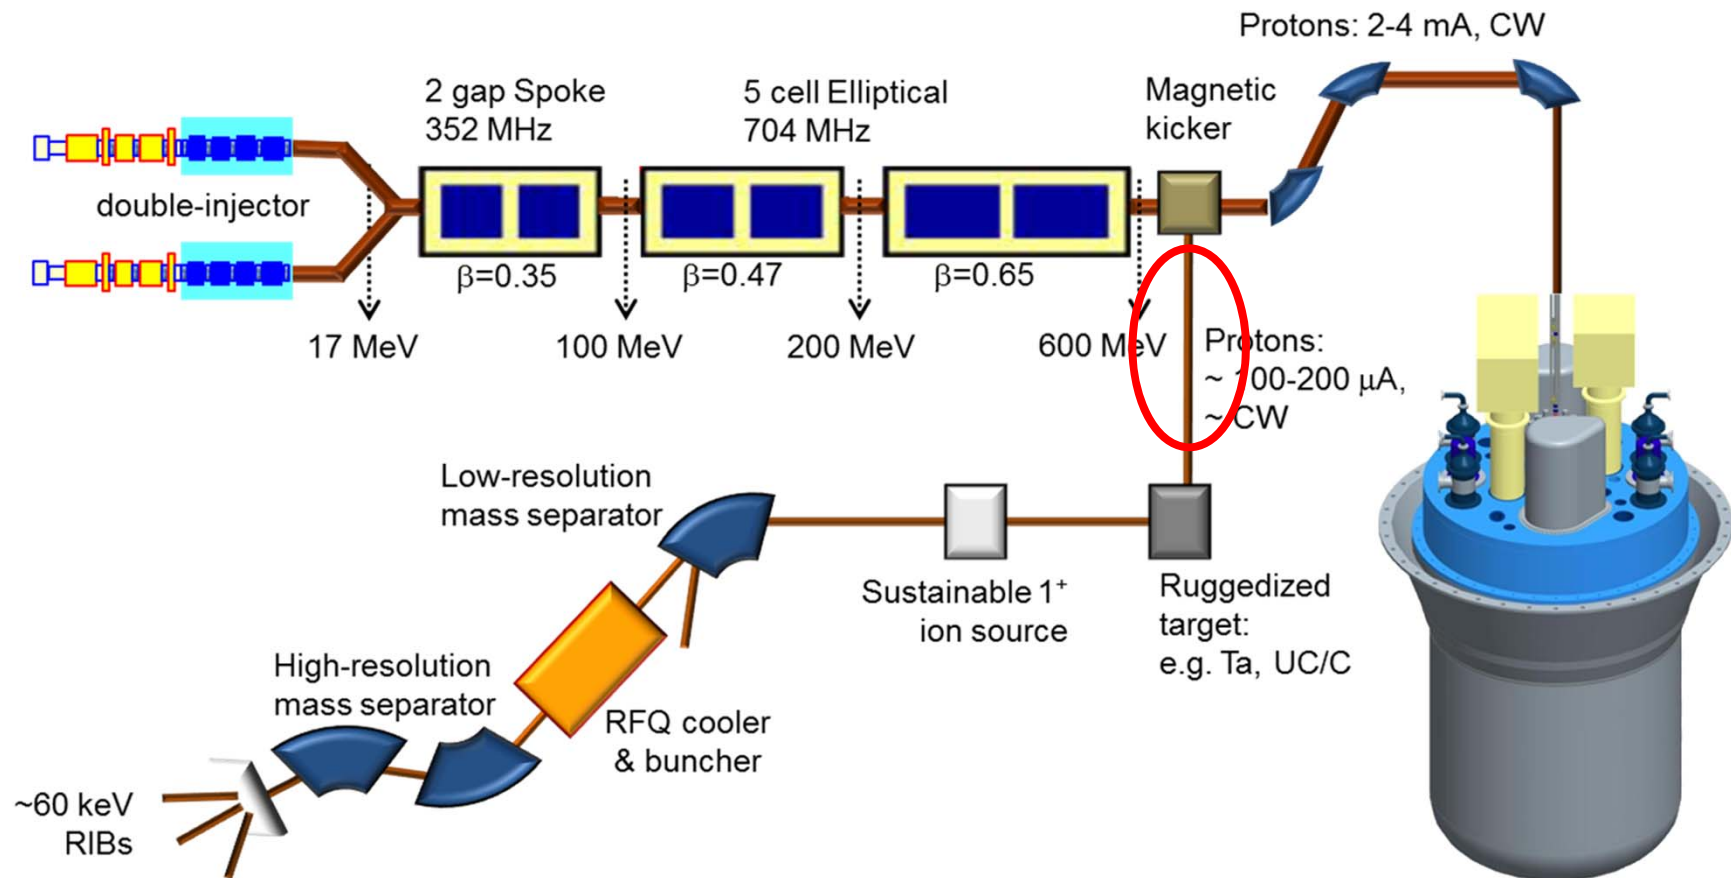 Protons: 2-4 mA, CW
2 gap Spoke
352 MHz
5 cell Elliptical
704 MHz
Magnetic
kicker
double-injector
β=0.35
β=0.47
β=0.65
17 MeV
100 MeV
200 MeV
600 MeV
Protons:
~ 100-200 μA,
~ CW
Low-resolution
mass separator
Sustainable 1⁺
ion source
Ruggedized
target:
e.g. Ta, UC/C
High-resolution
mass separator
RFQ cooler
& buncher
~60 keV
RIBs